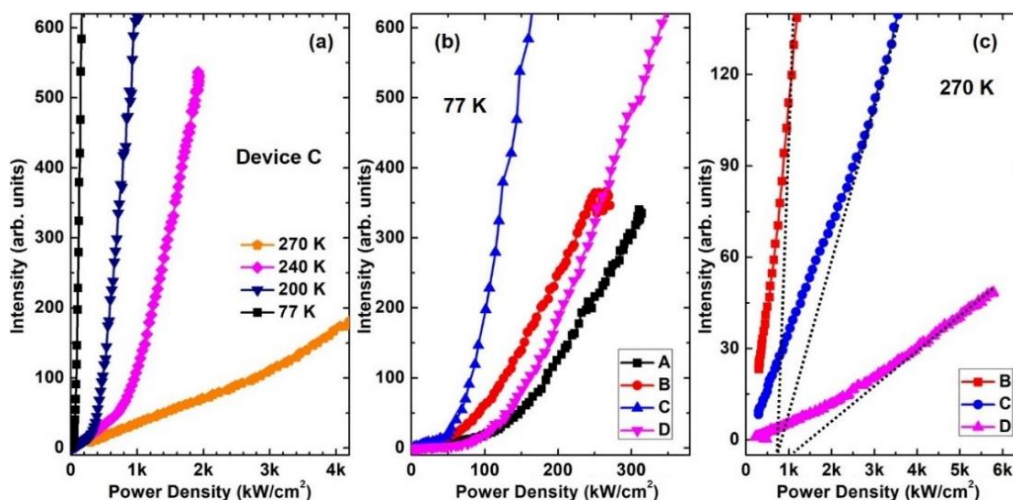 600
500
400
300
200
100
0
Intensity (arb. units)
(a)
Device C
270 K
240 K
200 K
77 K
0
1k
2k
3k
4k
Power Density (kW/cm²)
600
500
400
300
200
100
0
Intensity (arb. units)
(b)
77 K
A
B
C
D
0
100
200
300
Power Density (kW/cm²)
120
90
60
30
0
Intensity (arb. units)
(c)
270 K
B
C
D
0
1k
2k
3k
4k
5k
6k
Power Density (kW/cm²)